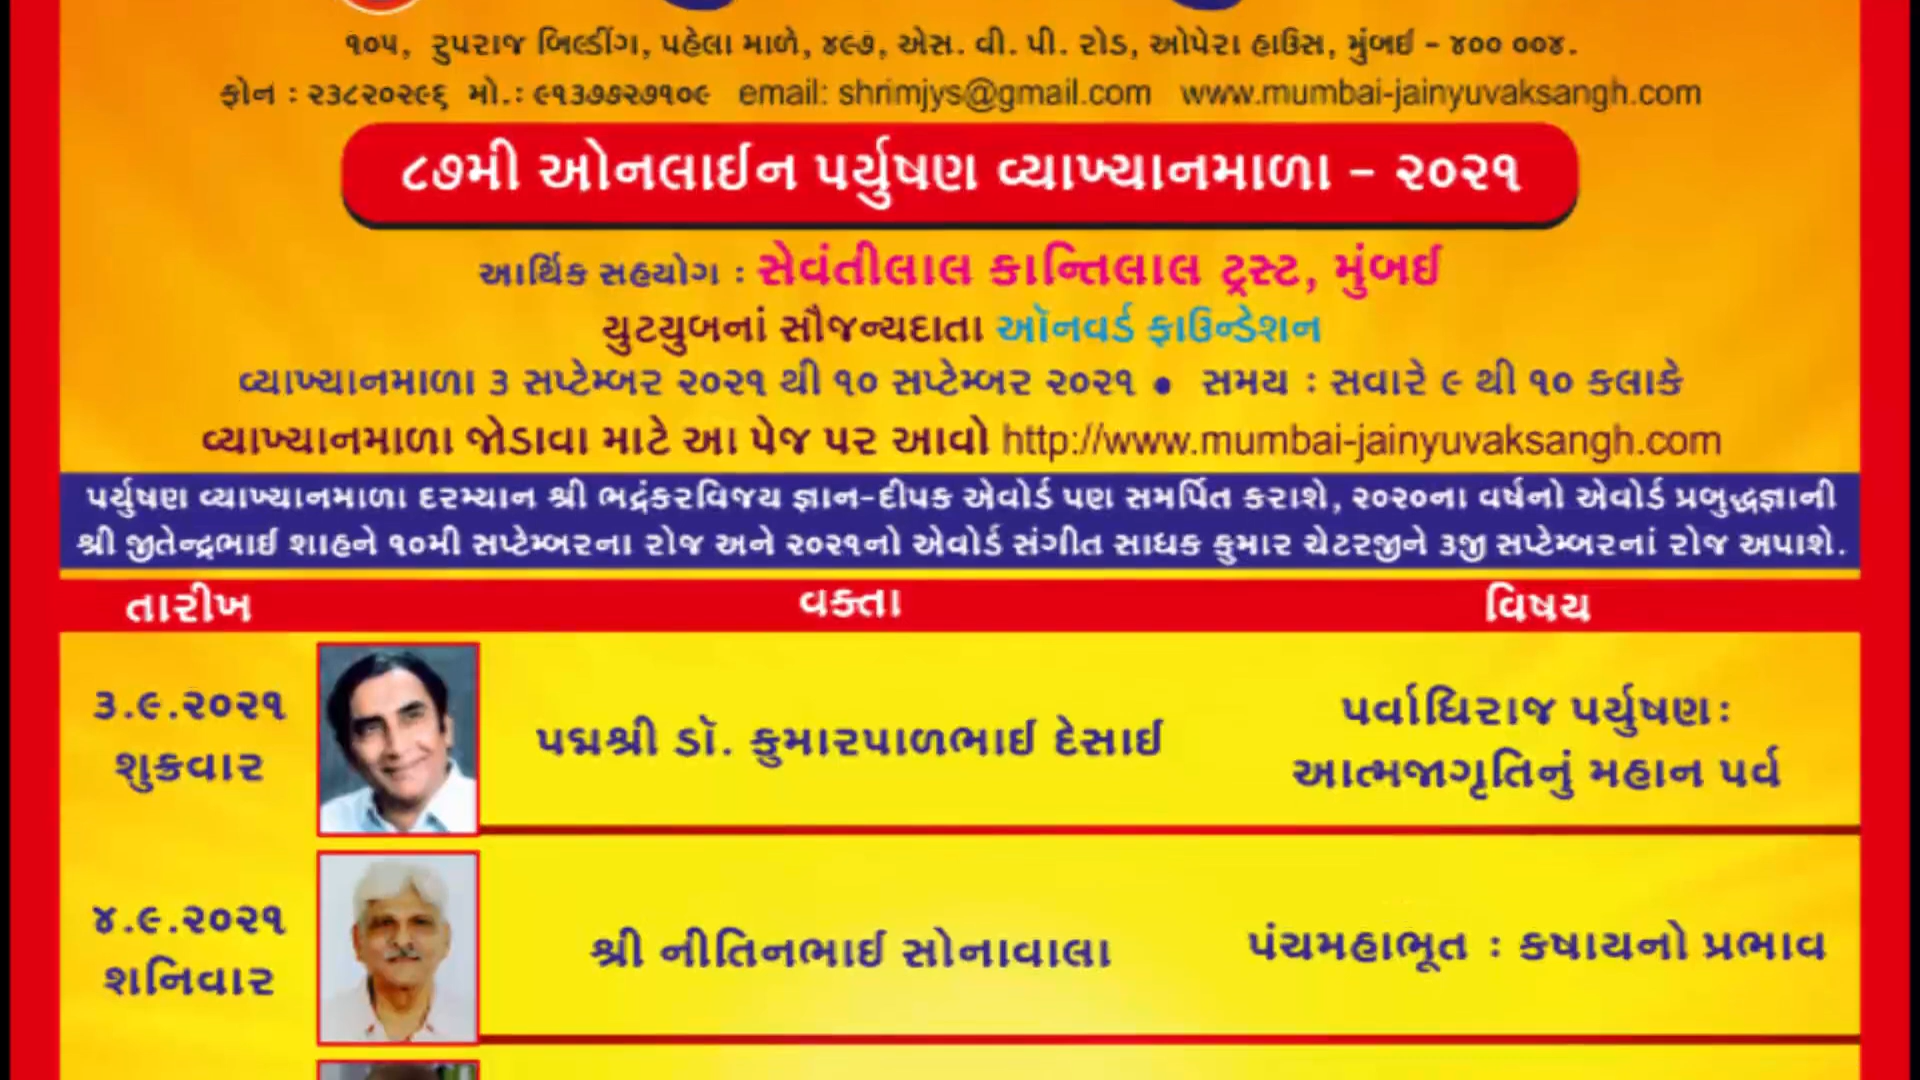 ૧૦૫, રુપરાજ બિલ્ડીંગ, પહેલા માળે, ૪૯૭, એસ. વી. પી. રોડ, ઓપેરા હાઉસ, મુંબઈ - ૪૦૦ ૦૦૪.
ફોન : ૨૩૮૨૦૨૯૬ મો.: ૯૧૩૭૭૨૭૧૦૯ email: shrimjys@gmail.com www.mumbai-jainyuvaksangh.com
૮૭મી ઓનલાઈન પર્યુષણ વ્યાખ્યાનમાળા - ૨૦૨૧
આર્થિક સહયોગ : સેવંતીલાલ કાન્તિલાલ ટ્રસ્ટ, મુંબઈ
યુટયુબનાં સૌજન્યદાતા ઑનવર્ડ ફાઉન્ડેશન
વ્યાખ્યાનમાળા ૩ સપ્ટેમ્બર ૨૦૨૧ થી ૧૦ સપ્ટેમ્બર ૨૦૨૧ ● સમય : સવારે ૯ થી ૧૦ કલાકે
વ્યાખ્યાનમાળા જોડાવા માટે આ પેજ પર આવો http://www.mumbai-jainyuvaksangh.com
પર્યુષણ વ્યાખ્યાનમાળા દરમ્યાન શ્રી ભદ્રંકરવિજય જ્ઞાન-દીપક એવોર્ડ પણ સમર્પિત કરાશે, ૨૦૨૦ના વર્ષનો એવોર્ડ પ્રબુદ્ધજ્ઞાની
શ્રી જીતેન્દ્રભાઈ શાહને ૧૦મી સપ્ટેમ્બરના રોજ અને ૨૦૨૧નો એવોર્ડ સંગીત સાધક કુમાર ચેટરજીને ૩જી સપ્ટેમ્બરનાં રોજ અપાશે.
તારીખ વક્તા વિષય
૩.૯.૨૦૨૧
શુક્રવાર
પદ્મશ્રી ડૉ. કુમારપાળભાઈ દેસાઈ
પર્વાધિરાજ પર્યુષણ:
આત્મજાગૃતિનું મહાન પર્વ
૪.૯.૨૦૨૧
શનિવાર
શ્રી નીતિનભાઈ સોનાવાલા
પંચમહાભૂત : કષાયનો પ્રભાવ